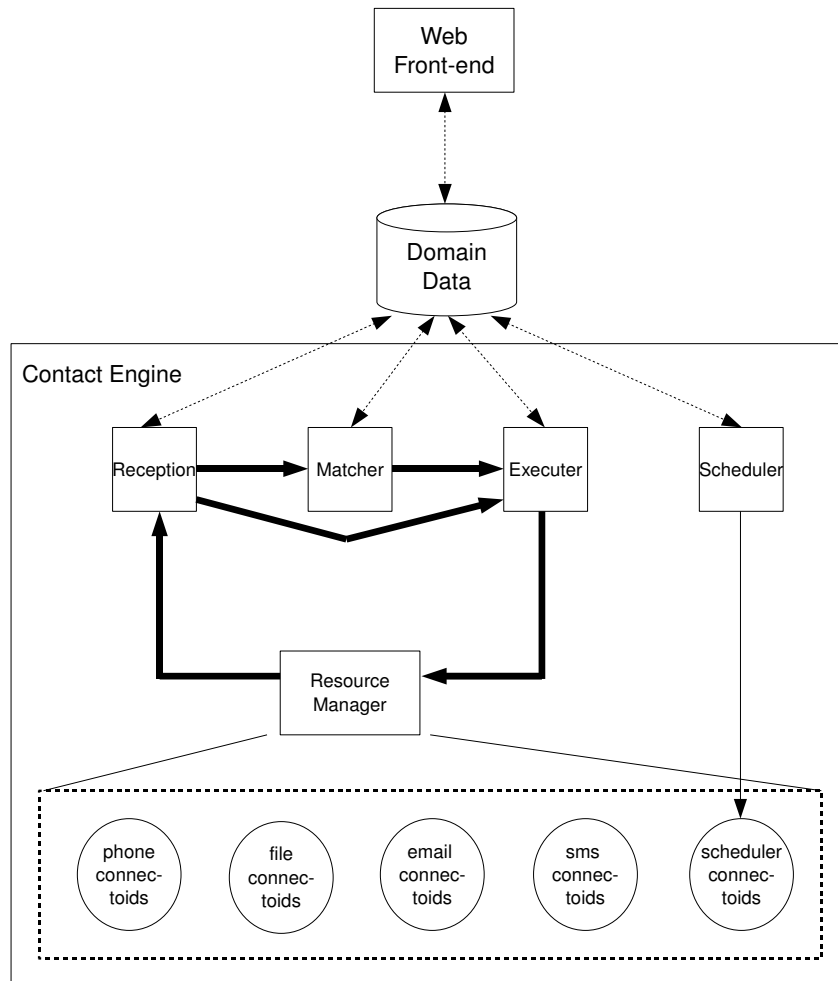 Web
Front-end
Domain
Data
Contact Engine
Reception
Matcher
Executer
Scheduler
Resource
Manager
phone
connec-
toids
file
connec-
toids
email
connec-
toids
sms
connec-
toids
scheduler
connec-
toids